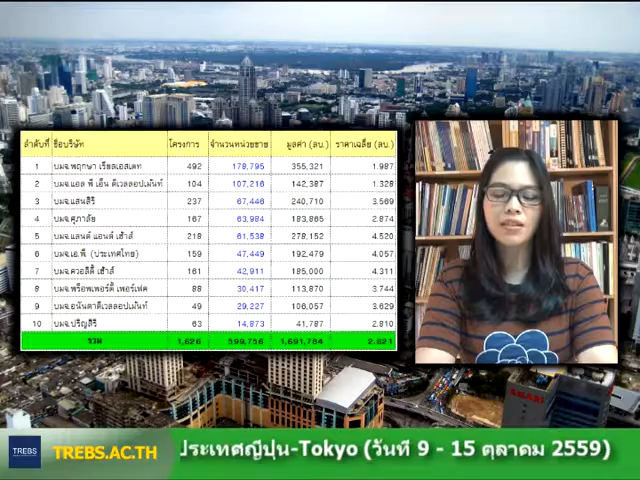 ลำดับที่ ชื่อบริษัท โครงการ จำนวนหน่วยขาย มูลค่า (ลบ.) ราคาเฉลี่ย (ลบ.)
1 บมจ.พฤกษา เรียลเอสเตท 492 178,795 355,321 1.987
2 บมจ.แอล พี เอ็น ดีเวลลอปเม้นท์ 104 107,216 142,387 1.328
3 บมจ.แสนสิริ 237 67,446 240,710 3.569
4 บมจ.ศุภาลัย 167 63,984 183,865 2.874
5 บมจ.แลนด์ แอนด์ เฮ้าส์ 218 61,538 278,152 4.520
6 บมจ.เอ.พี. (ประเทศไทย) 159 47,449 192,479 4.057
7 บมจ.ควอลิตี้ เฮ้าส์ 161 42,911 185,000 4.311
8 บมจ.พร็อพเพอร์ตี้ เพอร์เฟค 88 30,417 113,870 3.744
9 บมจ.อนันดาดีเวลลอปเม้นท์ 49 29,227 106,057 3.629
10 บมจ.ปริญสิริ 63 14,873 41,787 2.810
รวม 1,826 599,756 1,691,784 2.821
AMARI
TREBS TREBS.AC.TH ประเทศญี่ปุ่น-Tokyo (วันที่ 9 - 15 ตุลาคม 2559)